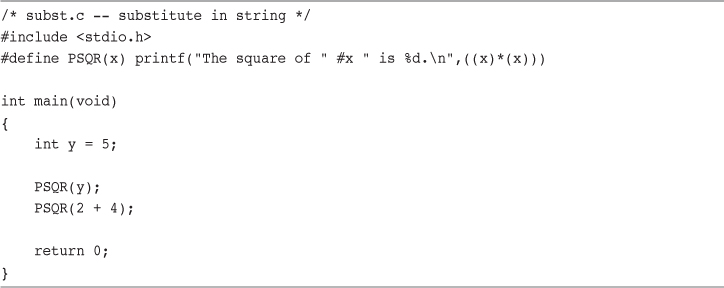 /* subst.c -- substitute in string */
#include <stdio.h>
#define PSQR(x) printf("The square of " #x " is %d.\n",((x)*(x)))
int main(void)
{
    int y = 5;
    PSQR(y);
    PSQR(2 + 4);
    return 0;
}